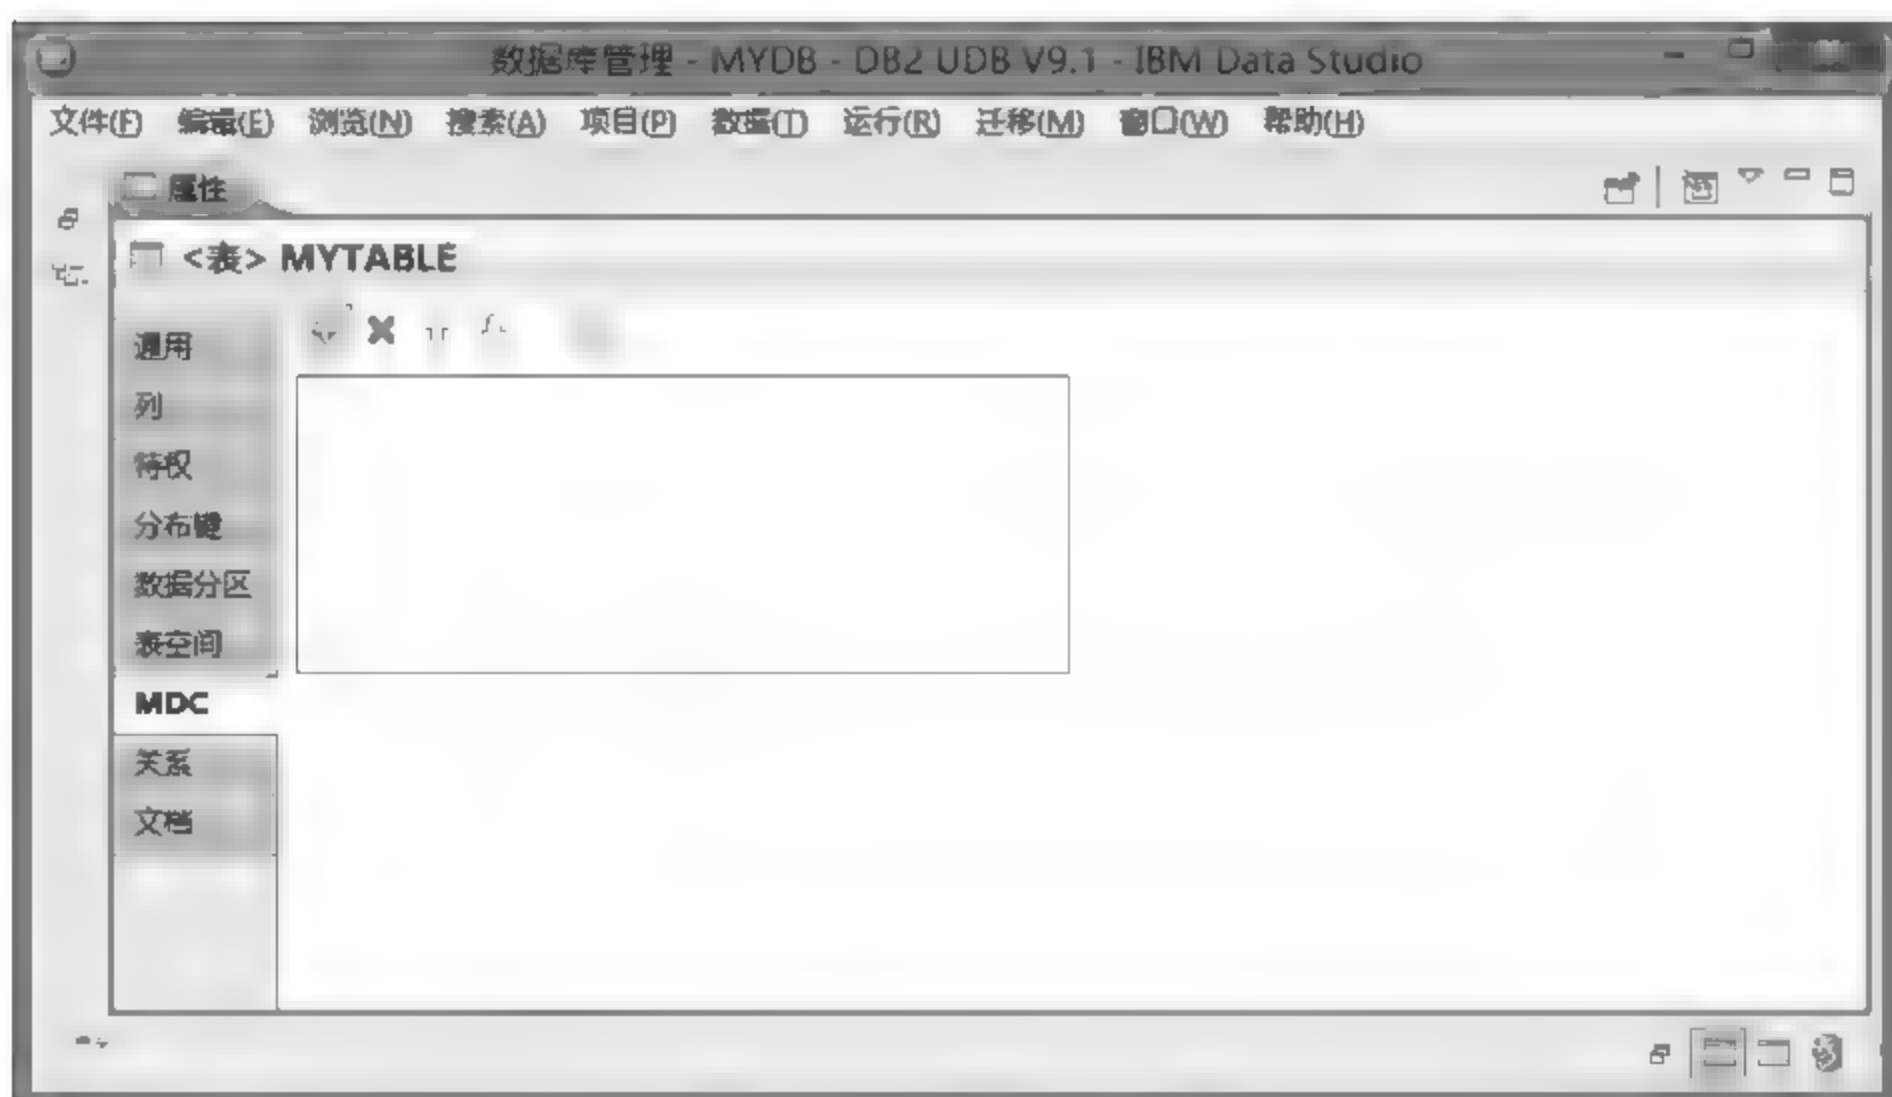 数据库管理 - MYDB - DB2 UDB V9.1 - IBM Data Studio
文件(F) 编辑(E) 浏览(N) 搜索(A) 项目(P) 数据(T) 运行(R) 迁移(M) 窗口(W) 帮助(H)
属性
<表> MYTABLE
通用
列
特权
分布键
数据分区
表空间
MDC
关系
文档